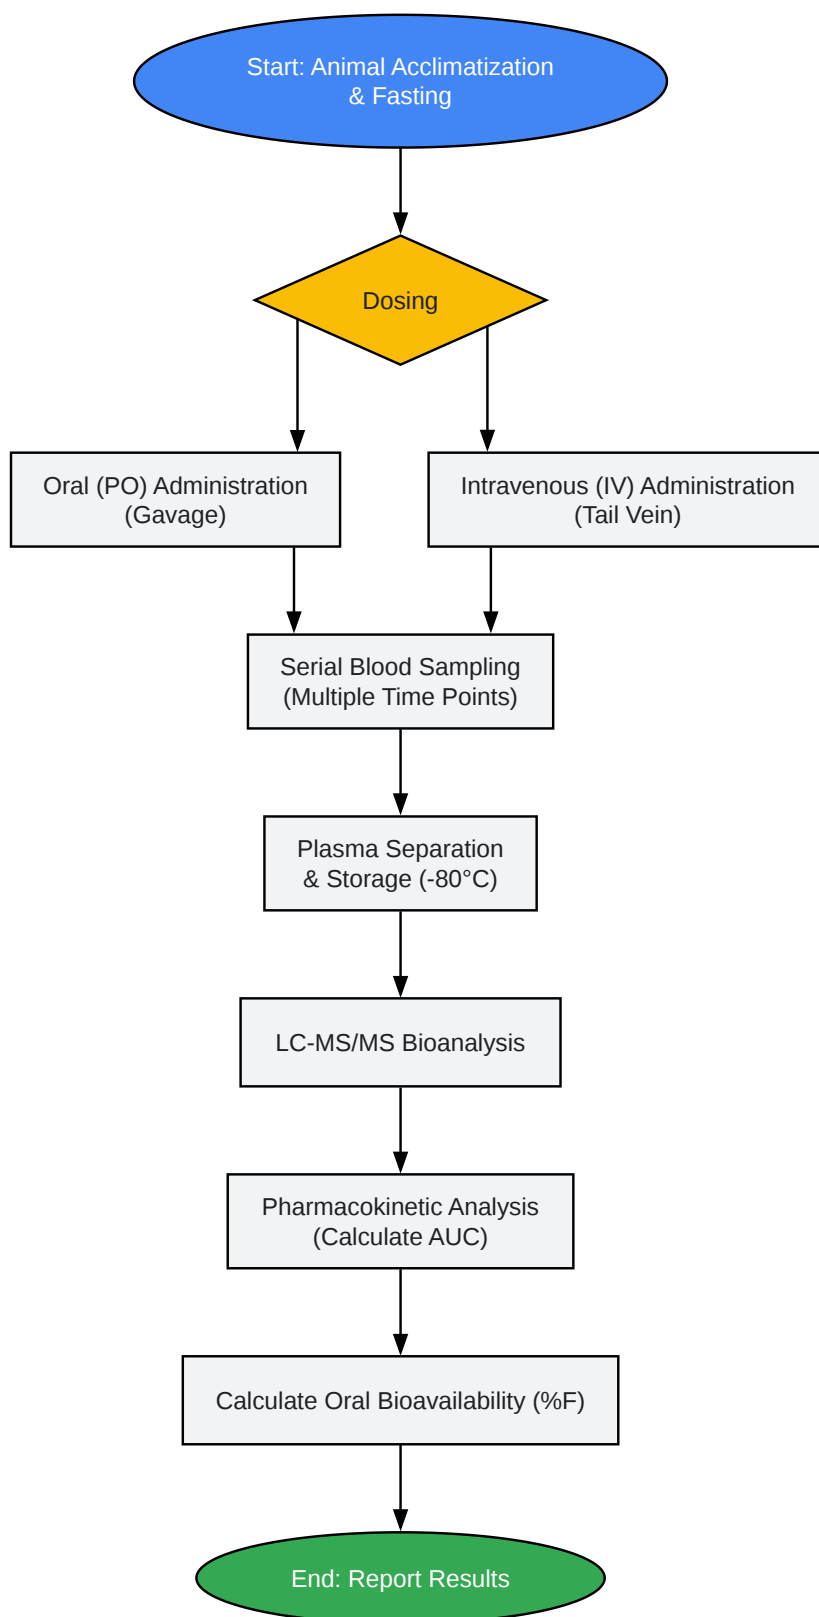 Start: Animal Acclimatization
& Fasting
Dosing
Oral (PO) Administration
(Gavage)
Intravenous (IV) Administration
(Tail Vein)
Serial Blood Sampling
(Multiple Time Points)
Plasma Separation
& Storage (-80°C)
LC-MS/MS Bioanalysis
Pharmacokinetic Analysis
(Calculate AUC)
Calculate Oral Bioavailability (%F)
End: Report Results